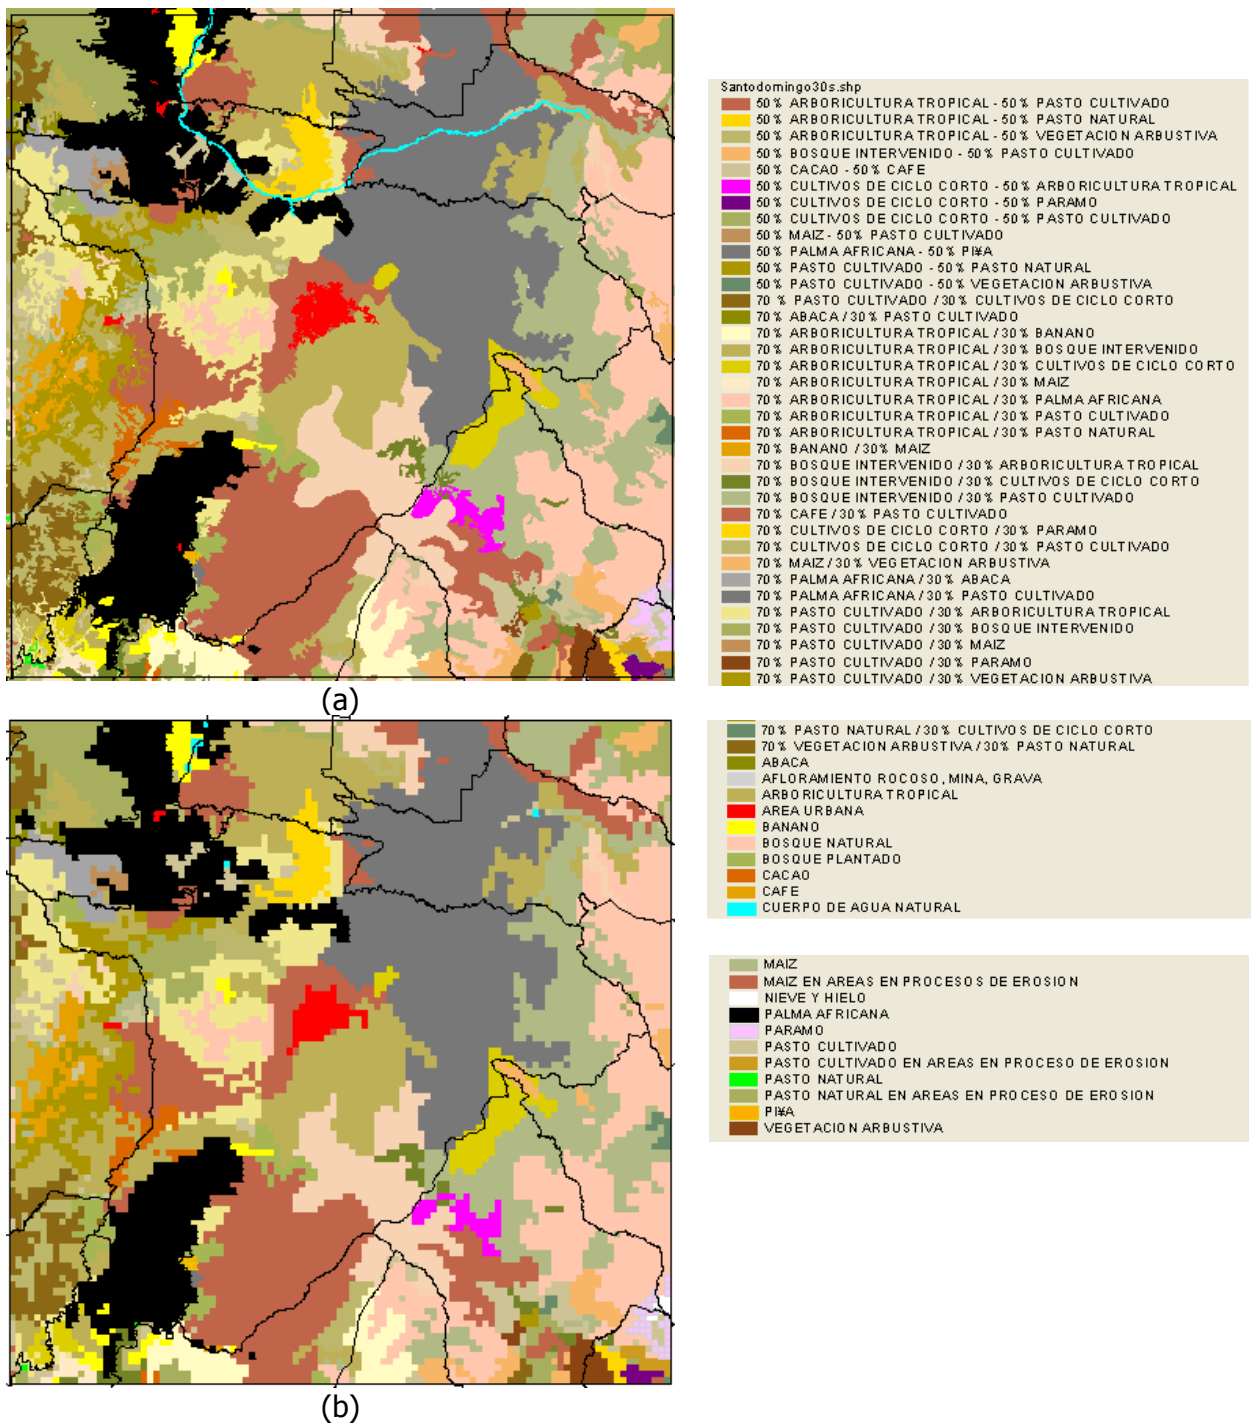 Santodomingo30s.shp
50% ARBORICULTURA TROPICAL - 50% PASTO CULTIVADO
50% ARBORICULTURA TROPICAL - 50% PASTO NATURAL
50% ARBORICULTURA TROPICAL - 50% VEGETACION ARBUSTIVA
50% BOSQUE INTERVENIDO - 50% PASTO CULTIVADO
50% CACAO - 50% CAFE
50% CULTIVOS DE CICLO CORTO - 50% ARBORICULTURA TROPICAL
50% CULTIVOS DE CICLO CORTO - 50% PARAMO
50% CULTIVOS DE CICLO CORTO - 50% PASTO CULTIVADO
50% MAIZ - 50% PASTO CULTIVADO
50% PALMA AFRICANA - 50% PI¥A
50% PASTO CULTIVADO - 50% PASTO NATURAL
50% PASTO CULTIVADO - 50% VEGETACION ARBUSTIVA
70 % PASTO CULTIVADO / 30% CULTIVOS DE CICLO CORTO
70% ABACA / 30% PASTO CULTIVADO
70% ARBORICULTURA TROPICAL / 30% BANANO
70% ARBORICULTURA TROPICAL / 30% BOSQUE INTERVENIDO
70% ARBORICULTURA TROPICAL / 30% CULTIVOS DE CICLO CORTO
70% ARBORICULTURA TROPICAL / 30% MAIZ
70% ARBORICULTURA TROPICAL / 30% PALMA AFRICANA
70% ARBORICULTURA TROPICAL / 30% PASTO CULTIVADO
70% ARBORICULTURA TROPICAL / 30% PASTO NATURAL
70% BANANO / 30% MAIZ
70% BOSQUE INTERVENIDO / 30% ARBORICULTURA TROPICAL
70% BOSQUE INTERVENIDO / 30% CULTIVOS DE CICLO CORTO
70% BOSQUE INTERVENIDO / 30% PASTO CULTIVADO
70% CAFE / 30% PASTO CULTIVADO
70% CULTIVOS DE CICLO CORTO / 30% PARAMO
70% CULTIVOS DE CICLO CORTO / 30% PASTO CULTIVADO
70% MAIZ / 30% VEGETACION ARBUSTIVA
70% PALMA AFRICANA / 30% ABACA
70% PALMA AFRICANA / 30% PASTO CULTIVADO
70% PASTO CULTIVADO / 30% ARBORICULTURA TROPICAL
70% PASTO CULTIVADO / 30% BOSQUE INTERVENIDO
70% PASTO CULTIVADO / 30% MAIZ
70% PASTO CULTIVADO / 30% PARAMO
70% PASTO CULTIVADO / 30% VEGETACION ARBUSTIVA
(a)
70% PASTO NATURAL / 30% CULTIVOS DE CICLO CORTO
70% VEGETACION ARBUSTIVA / 30% PASTO NATURAL
ABACA
AFLORAMIENTO ROCOSO, MINA, GRAVA
ARBORICULTURA TROPICAL
AREA URBANA
BANANO
BOSQUE NATURAL
BOSQUE PLANTADO
CACAO
CAFE
CUERPO DE AGUA NATURAL
MAIZ
MAIZ EN AREAS EN PROCESOS DE EROSION
NIEVE Y HIELO
PALMA AFRICANA
PARAMO
PASTO CULTIVADO
PASTO CULTIVADO EN AREAS EN PROCESO DE EROSION
PASTO NATURAL
PASTO NATURAL EN AREAS EN PROCESO DE EROSION
PI¥A
VEGETACION ARBUSTIVA
(b)